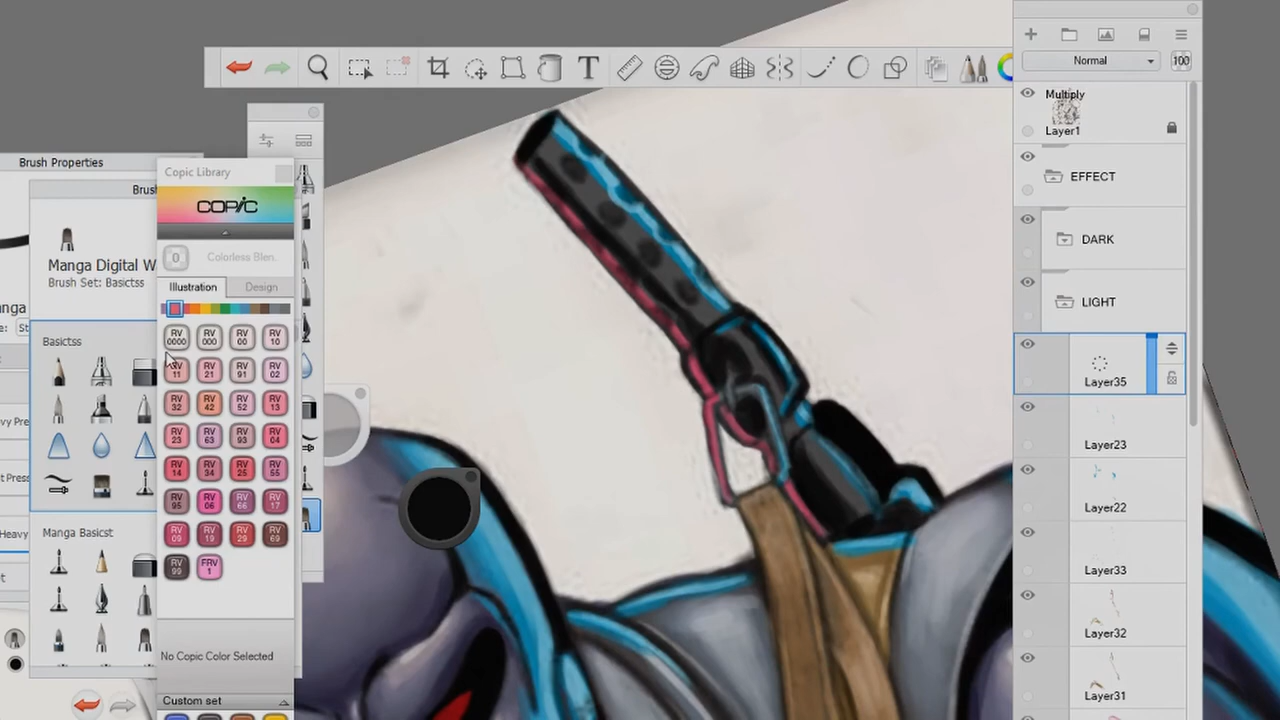 Normal
100
Multiply
Layer1
EFFECT
DARK
LIGHT
Layer35
Layer23
Layer22
Layer33
Layer32
Layer31
Brush Properties
Brus
Manga Digital W
Brush Set: Basictss
Basictss
Manga Basicst
Copic Library
COPIC
0
Colorless Blen..
Illustration
Design
RV 0000
RV 000
RV 00
RV 10
RV 11
RV 21
RV 91
RV 02
RV 32
RV 42
RV 52
RV 13
RV 23
RV 63
RV 93
RV 04
RV 14
RV 34
RV 25
RV 55
RV 95
RV 06
RV 66
RV 17
RV 09
RV 19
RV 29
RV 69
RV 99
FRV 1
No Copic Color Selected
Custom set